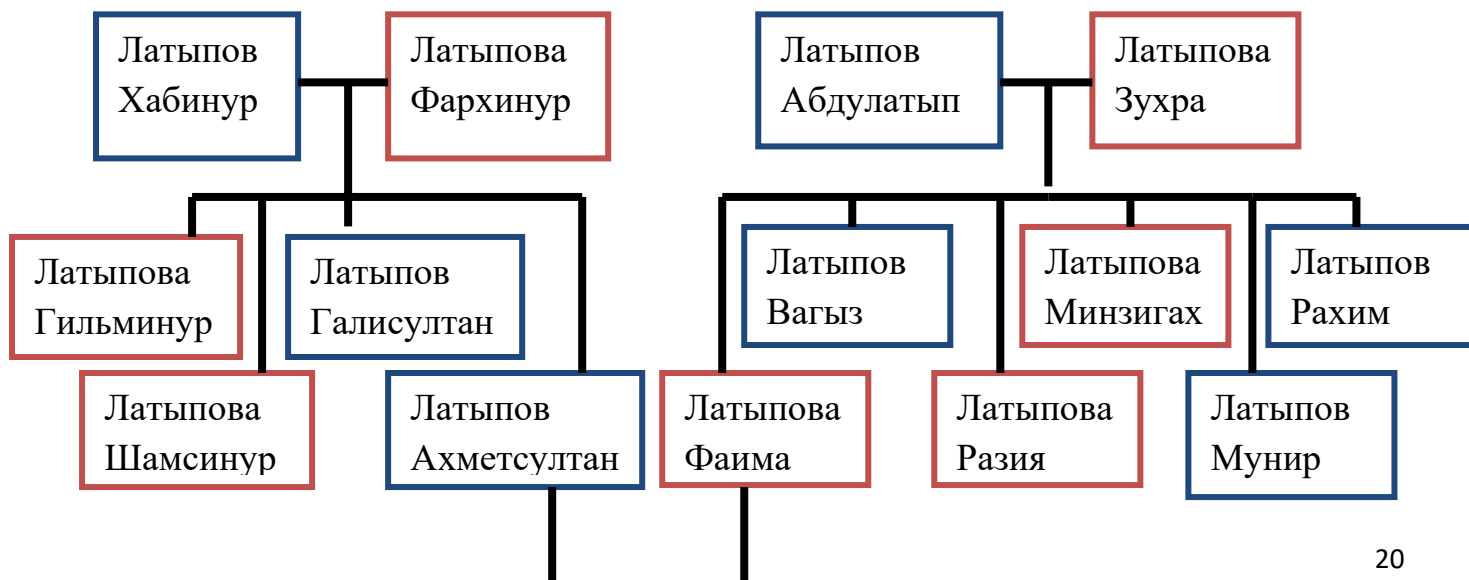 Латыпов
Хабинур
Латыпова
Фархинур
Латыпов
Абдулатып
Латыпова
Зухра
Латыпова
Гильминур
Латыпов
Галисултан
Латыпов
Вагыз
Латыпова
Минзигах
Латыпов
Рахим
Латыпова
Шамсинур
Латыпов
Ахметсултан
Латыпова
Фаима
Латыпова
Разия
Латыпов
Мунир
20